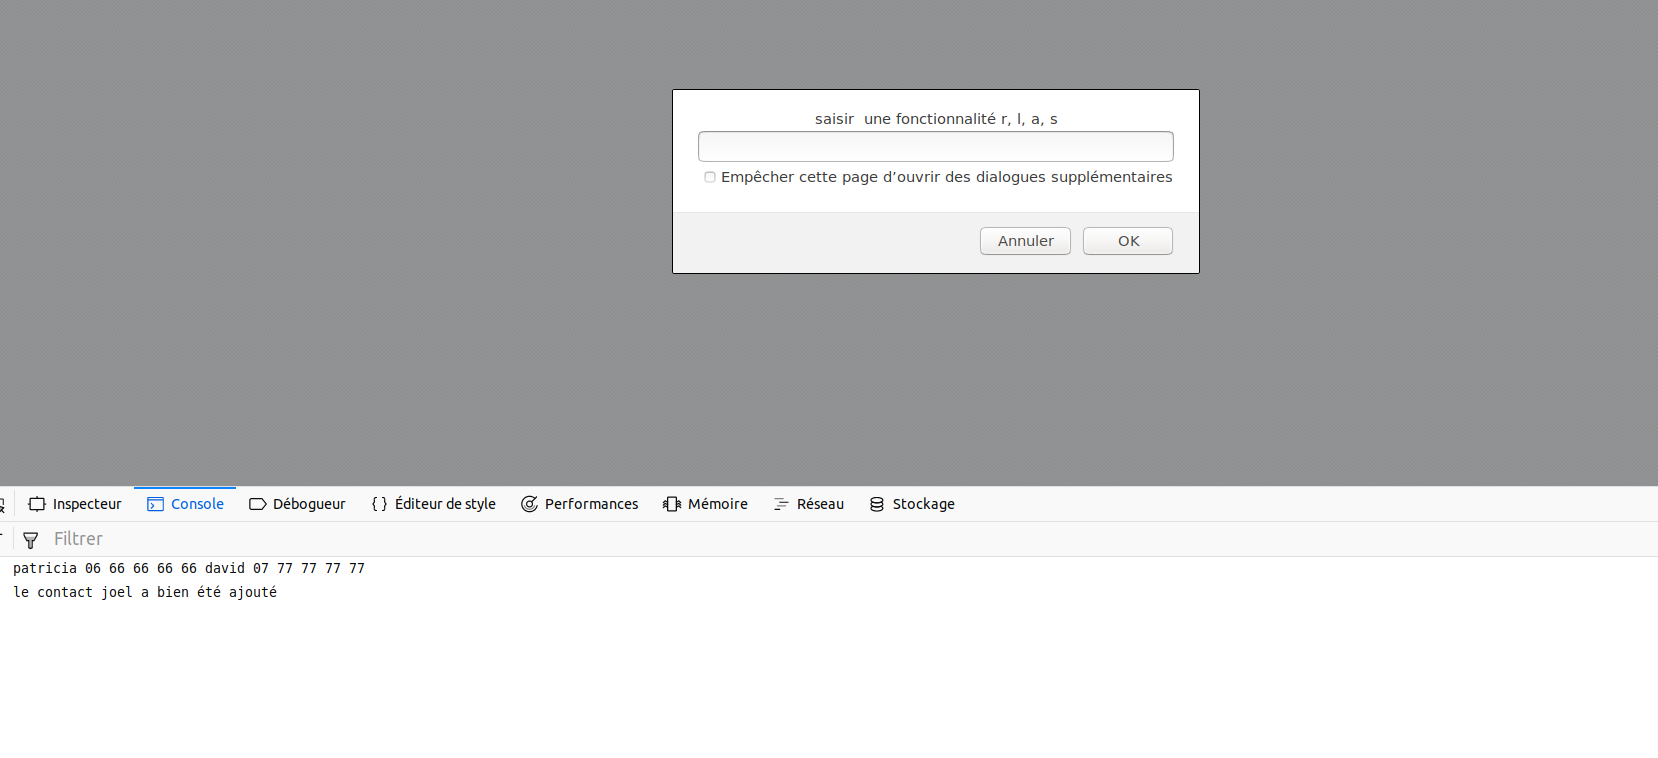 saisir  une fonctionnalité r, l, a, s
Empêcher cette page d’ouvrir des dialogues supplémentaires
Annuler OK
Inspecteur Console Débogueur Éditeur de style Performances Mémoire Réseau Stockage
Filtrer
patricia 06 66 66 66 66 david 07 77 77 77 77
le contact joel a bien été ajouté